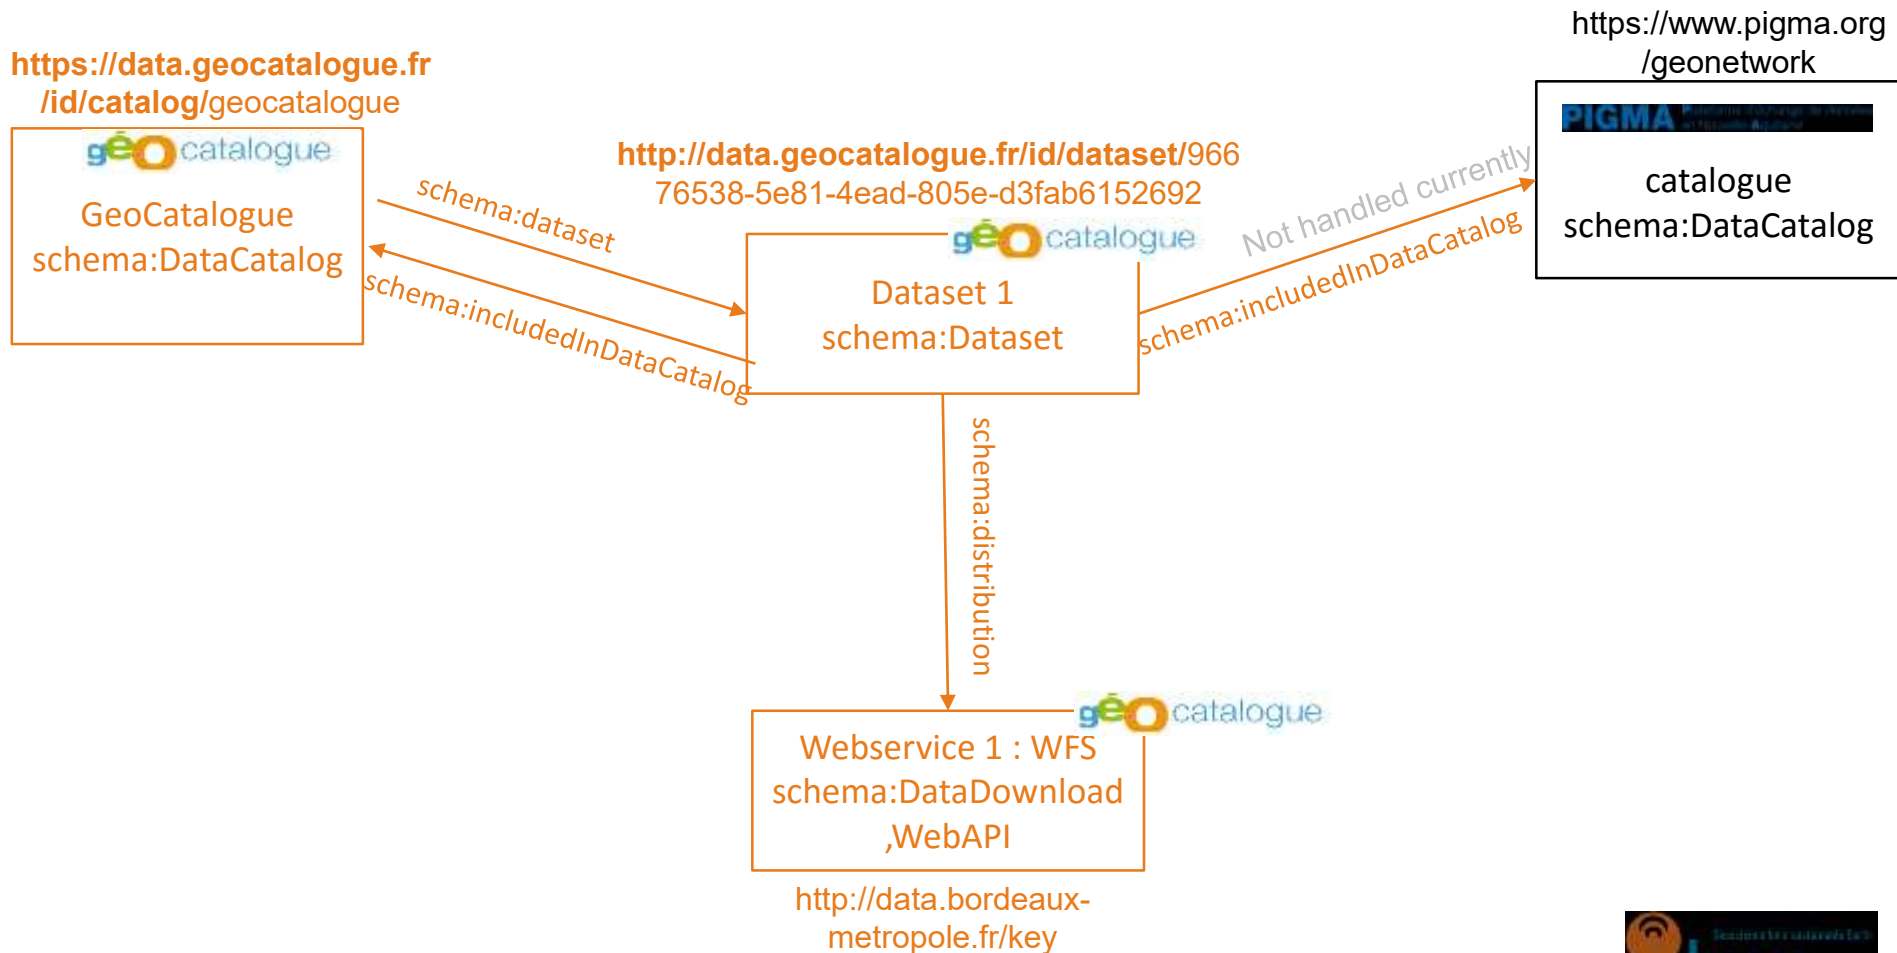 https://www.pigma.org
/geonetwork
https://data.geocatalogue.fr
/id/catalog/geocatalogue
géo catalogue
GeoCatalogue
schema:DataCatalog
schema:dataset
schema:includedInDataCatalog
http://data.geocatalogue.fr/id/dataset/966
76538-5e81-4ead-805e-d3fab6152692
géo catalogue
Dataset 1
schema:Dataset
Not handled currently
schema:includedInDataCatalog
PIGMA
catalogue
schema:DataCatalog
schema:distribution
géo catalogue
Webservice 1 : WFS
schema:DataDownload
,WebAPI
http://data.bordeaux-
metropole.fr/key